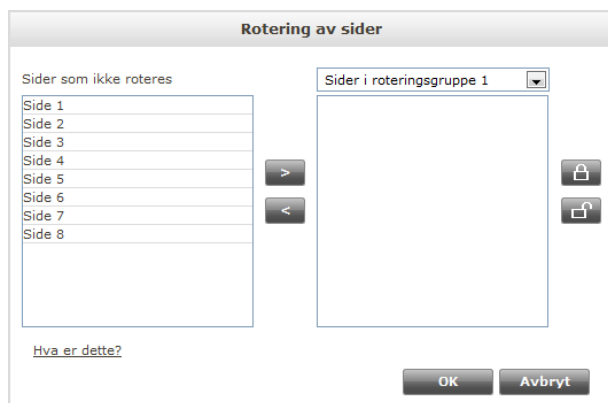 Rotering av sider
Sider som ikke roteres
Sider i roteringsgruppe 1
Side 1
Side 2
Side 3
Side 4
Side 5
Side 6
Side 7
Side 8
>
<
Hva er dette?
OK
Avbryt